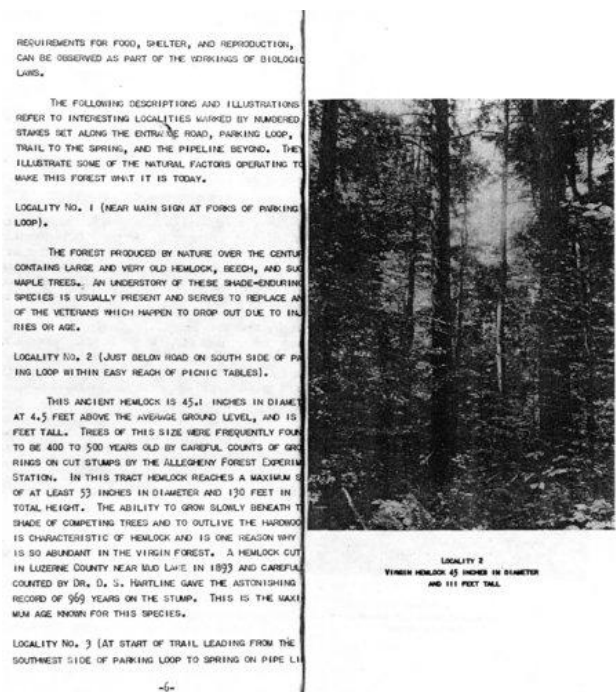 REQUIREMENTS FOR FOOD, SHELTER, AND REPRODUCTION,
CAN BE OBSERVED AS PART OF THE WORKINGS OF BIOLOGIC
LAWS.
THE FOLLOWING DESCRIPTIONS AND ILLUSTRATIONS
REFER TO INTERESTING LOCALITIES MARKED BY NUMBERED
STAKES SET ALONG THE ENTRANCE ROAD, PARKING LOOP,
TRAIL TO THE SPRING, AND THE PIPELINE BEYOND. THEY
ILLUSTRATE SOME OF THE NATURAL FACTORS OPERATING TO
MAKE THIS FOREST WHAT IT IS TODAY.
LOCALITY NO. 1 (NEAR MAIN SIGN AT FORKS OF PARKING
LOOP).
THE FOREST PRODUCED BY NATURE OVER THE CENTUR
CONTAINS LARGE AND VERY OLD HEMLOCK, BEECH, AND SUG
MAPLE TREES. AN UNDERSTORY OF THESE SHADE-ENDURING
SPECIES IS USUALLY PRESENT AND SERVES TO REPLACE AN
OF THE VETERANS WHICH HAPPEN TO DROP OUT DUE TO INJ
RIES OR AGE.
LOCALITY NO. 2 (JUST BELOW ROAD ON SOUTH SIDE OF PA
ING LOOP WITHIN EASY REACH OF PICNIC TABLES).
THIS ANCIENT HEMLOCK IS 45.1 INCHES IN DIAMET
AT 4.5 FEET ABOVE THE AVERAGE GROUND LEVEL, AND IS
FEET TALL. TREES OF THIS SIZE WERE FREQUENTLY FOUN
TO BE 400 TO 500 YEARS OLD BY CAREFUL COUNTS OF GRO
RINGS ON CUT STUMPS BY THE ALLEGHENY FOREST EXPERIM
STATION. IN THIS TRACT HEMLOCK REACHES A MAXIMUM S
OF AT LEAST 53 INCHES IN DIAMETER AND 130 FEET IN
TOTAL HEIGHT. THE ABILITY TO GROW SLOWLY BENEATH T
SHADE OF COMPETING TREES AND TO OUTLIVE THE HARDWOO
IS CHARACTERISTIC OF HEMLOCK AND IS ONE REASON WHY
IS SO ABUNDANT IN THE VIRGIN FOREST. A HEMLOCK CUT
IN LUZERNE COUNTY NEAR MUD LAKE IN 1893 AND CAREFUL
COUNTED BY DR. D. S. HARTLINE GAVE THE ASTONISHING
RECORD OF 969 YEARS ON THE STUMP. THIS IS THE MAXI
MUM AGE KNOWN FOR THIS SPECIES.
LOCALITY NO. 3 (AT START OF TRAIL LEADING FROM THE
SOUTHWEST SIDE OF PARKING LOOP TO SPRING ON PIPE LI
-6-
LOCALITY 2
VIRGIN HEMLOCK 45 INCHES IN DIAMETER
AND 111 FEET TALL